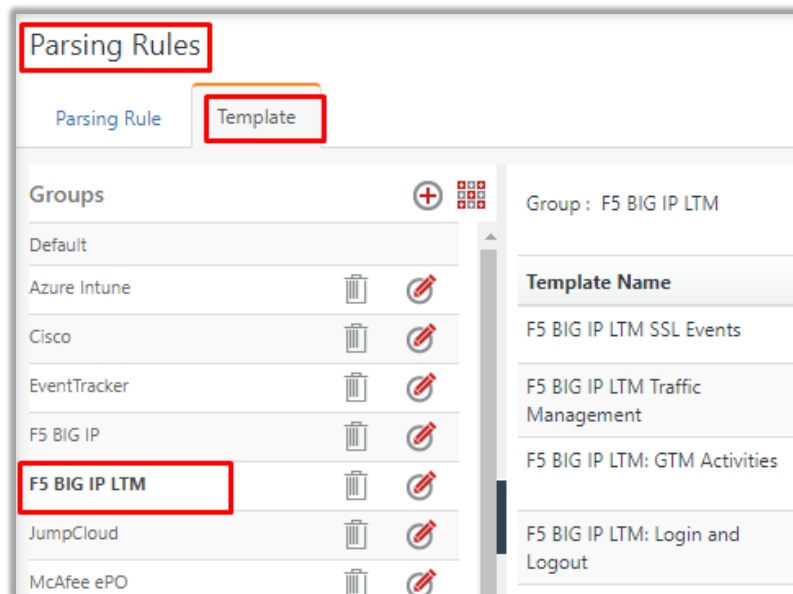 Parsing Rules
Parsing Rule
Template
Groups
Default
Azure Intune
Cisco
EventTracker
F5 BIG IP
F5 BIG IP LTM
JumpCloud
McAfee ePO
Group : F5 BIG IP LTM
Template Name
F5 BIG IP LTM SSL Events
F5 BIG IP LTM Traffic
Management
F5 BIG IP LTM: GTM Activities
F5 BIG IP LTM: Login and
Logout